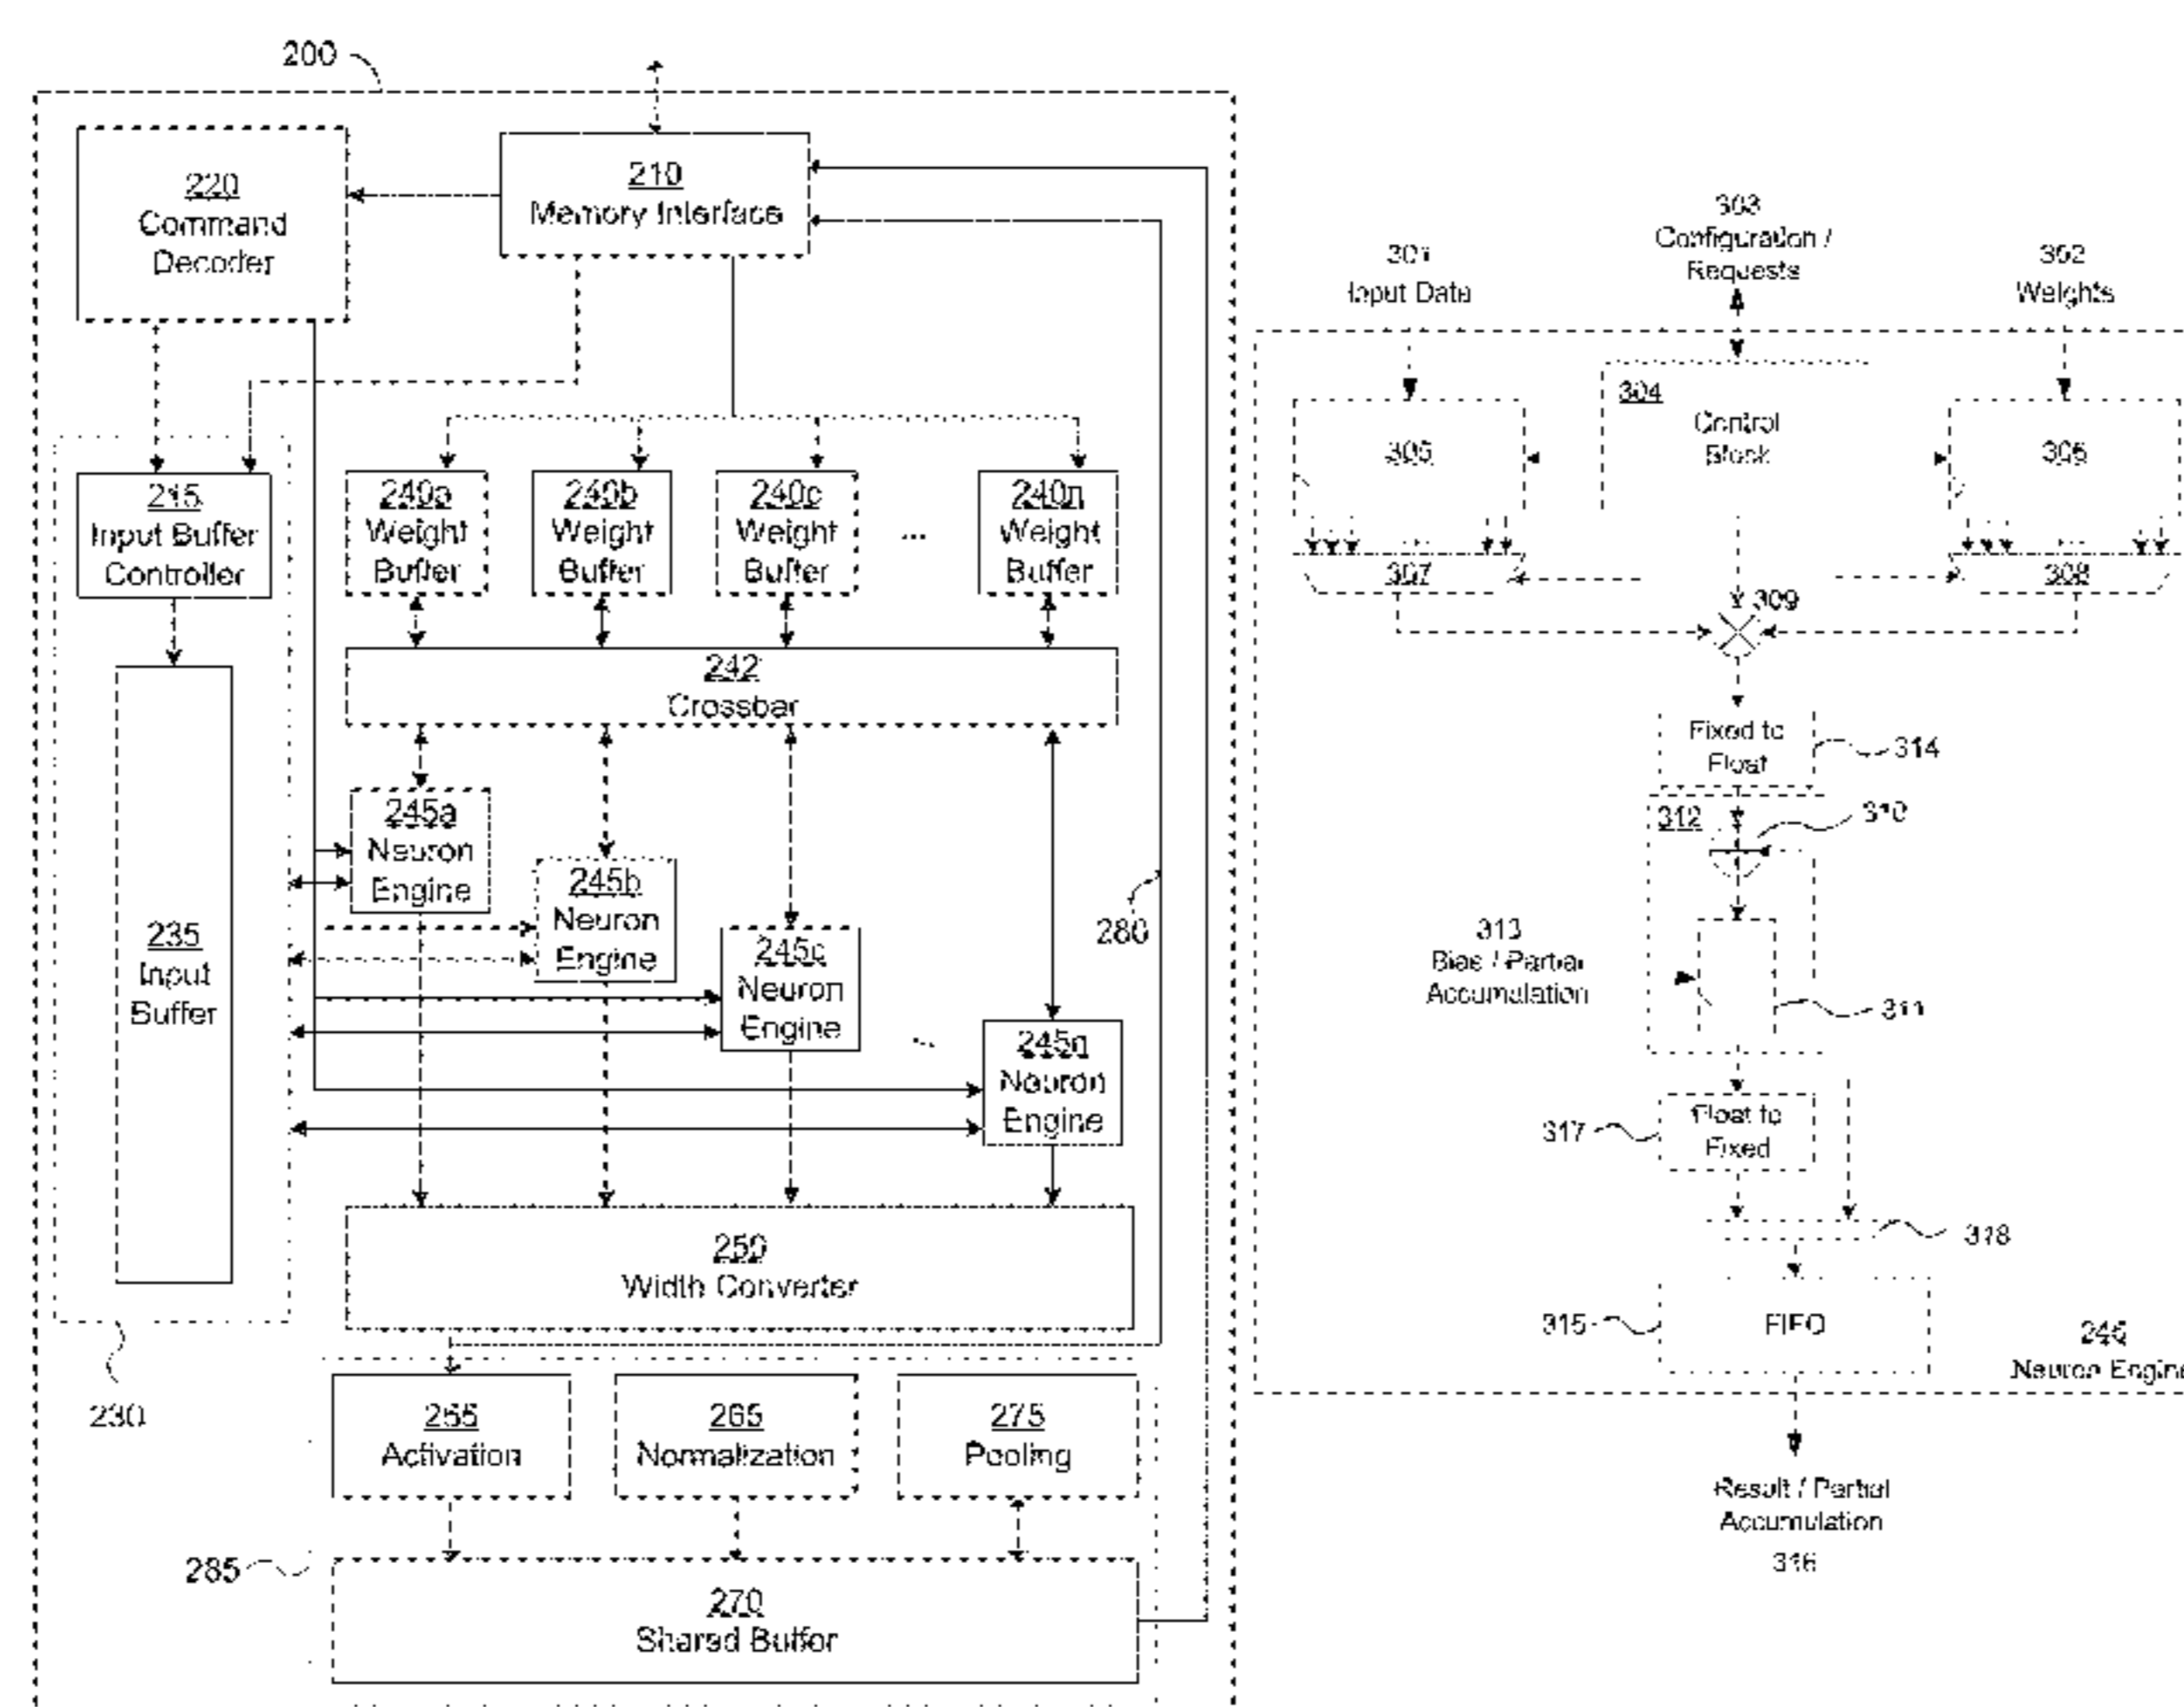 200
220
Command
Decoder
210
Memory Interface
215
Input Buffer
Controller
240a
Weight
Buffer
240b
Weight
Buffer
240c
Weight
Buffer
...
240n
Weight
Buffer
242
Crossbar
245a
Neuron
Engine
245b
Neuron
Engine
245c
Neuron
Engine
245n
Neuron
Engine
235
Input
Buffer
280
250
Width Converter
230
255
Activation
265
Normalization
275
Pooling
285
270
Shared Buffer
301
Input Data
303
Configuration /
Requests
302
Weights
305
304
Control
Block
306
307
308
309
Fixed to
Float
314
312
310
313
Bias / Partial
Accumulation
311
317
Float to
Fixed
318
315
FIFO
245
Neuron Engine
Result / Partial
Accumulation
316